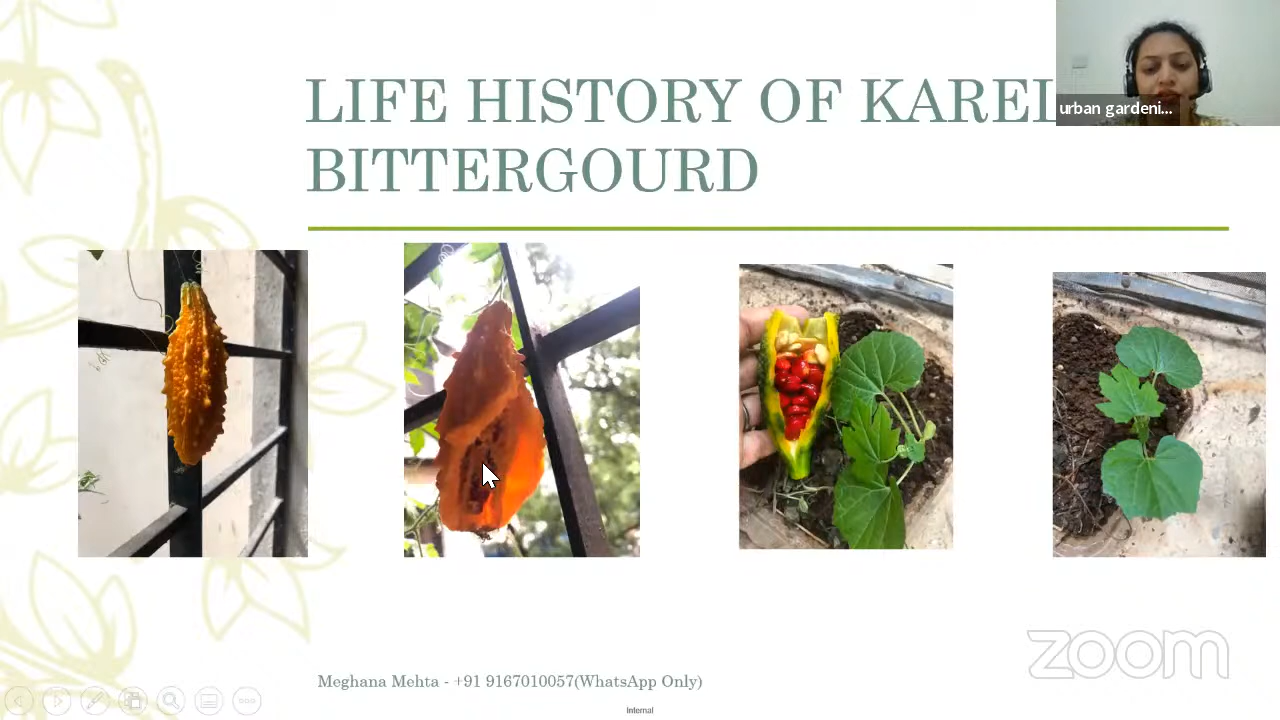 LIFE HISTORY OF KAREL
BITTERGOURD
urban gardeni...
zoom
Meghana Mehta - +91 9167010057(WhatsApp Only)
Internal